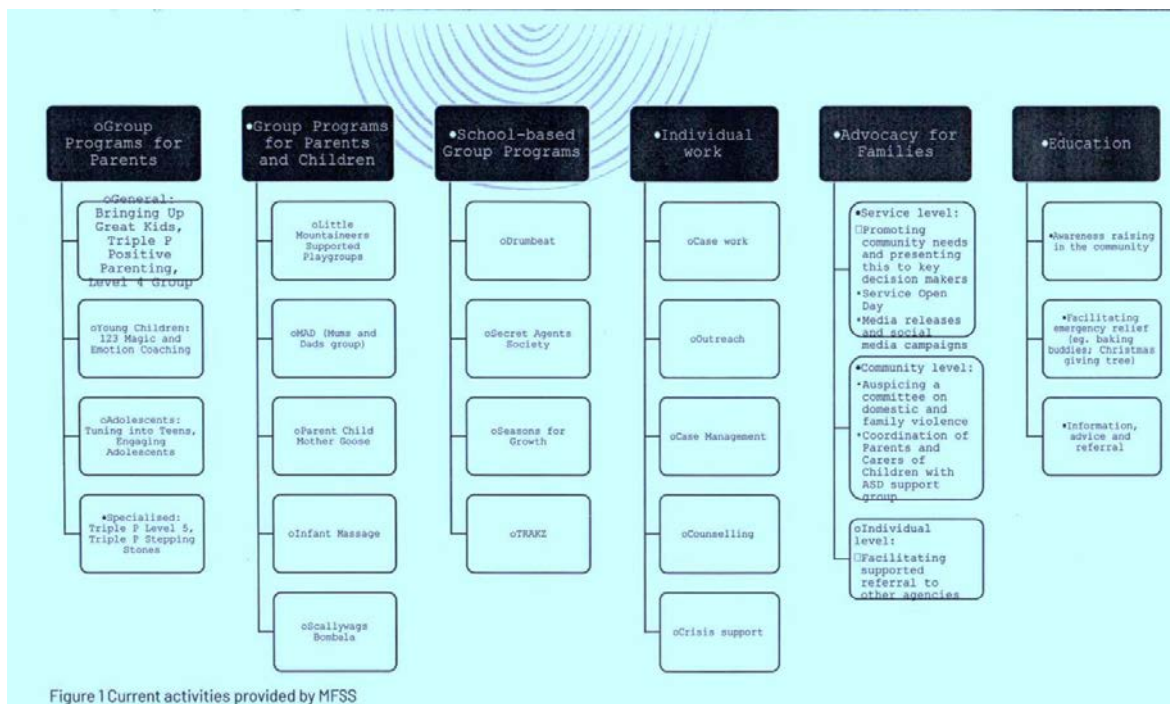 oGroup
Programs for
Parents
oGeneral:
Bringing Up
Great Kids,
Triple P
Positive
Parenting,
Level 4 Group
oYoung Children:
123 Magic and
Emotion Coaching
oAdolescents:
Tuning into Teens,
Engaging
Adolescents
•Specialised:
Triple P Level 5,
Triple P Stepping
Stones
•Group Programs
for Parents
and Children
oLittle
Mountaineers
Supported
Playgroups
oMAD (Mums and
Dads group)
oParent Child
Mother Goose
oInfant Massage
oScallywags
Bombala
•School-based
Group Programs
oDrumbeat
oSecret Agents
Society
oSeasons for
Growth
oTRAKZ
•Individual
work
oCase work
oOutreach
oCase Management
oCounselling
oCrisis support
•Advocacy for
Families
•Service level:
□Promoting
community needs
and presenting
this to key
decision makers
•Service Open
Day
•Media releases
and social
media campaigns
•Community level:
•Auspicing a
committee on
domestic and
family violence
•Coordination of
Parents and
Carers of
Children with
ASD support
group
oIndividual
level:
□Facilitating
supported
referral to
other agencies
•Education
•Awareness raising
in the community
•Facilitating
emergency relief
(eg. baking
buddies; Christmas
giving tree)
•Information,
advice and
referral
Figure 1 Current activities provided by MFSS